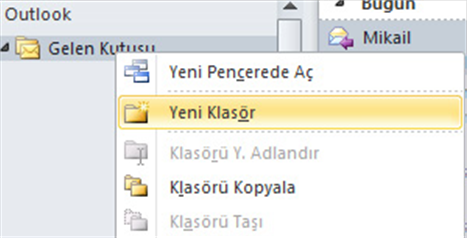 Outlook
Bugün
Gelen Kutusu
Mikail
Yeni Pencerede Aç
Yeni Klasör
Klasörü Y. Adlandır
Klasörü Kopyala
Klasörü Taşı